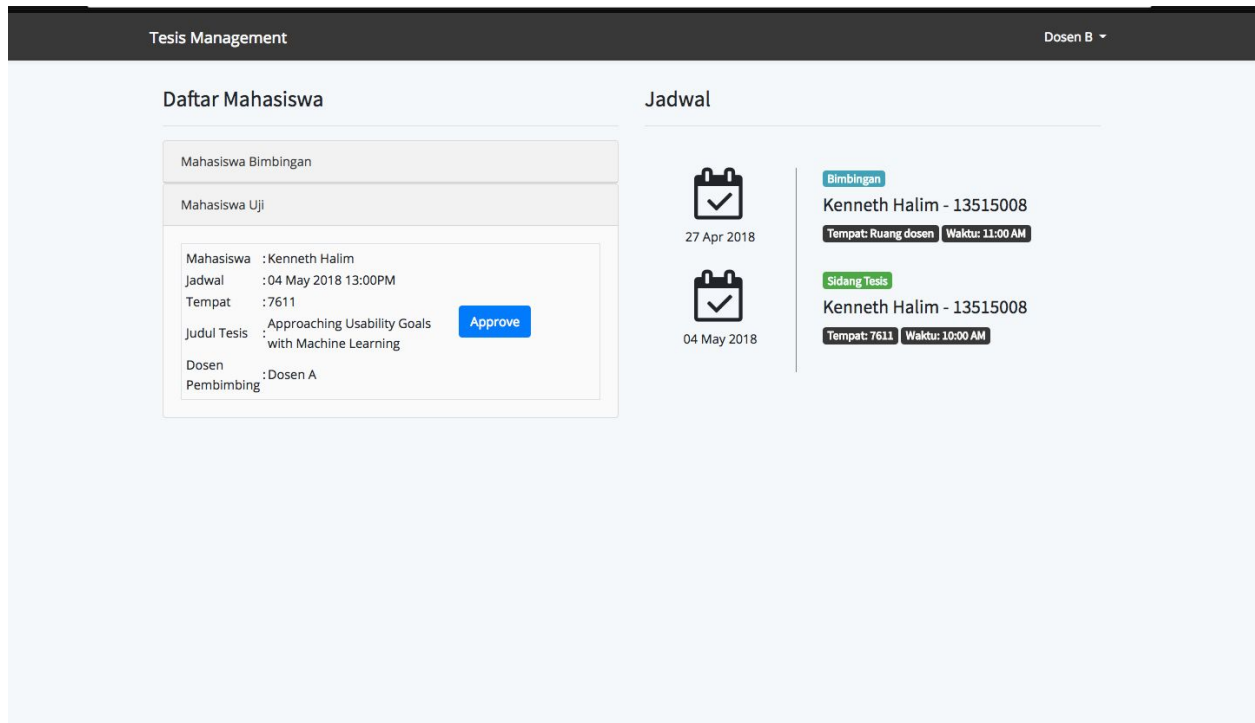 Tesis Management
Dosen B
Daftar Mahasiswa
Mahasiswa Bimbingan
Mahasiswa Uji
Mahasiswa : Kenneth Halim
Jadwal : 04 May 2018 13:00PM
Tempat : 7611
Judul Tesis : Approaching Usability Goals
with Machine Learning
Dosen
Pembimbing : Dosen A
Approve
Jadwal
27 Apr 2018
Bimbingan
Kenneth Halim - 13515008
Tempat: Ruang dosen Waktu: 11:00 AM
04 May 2018
Sidang Tesis
Kenneth Halim - 13515008
Tempat: 7611 Waktu: 10:00 AM